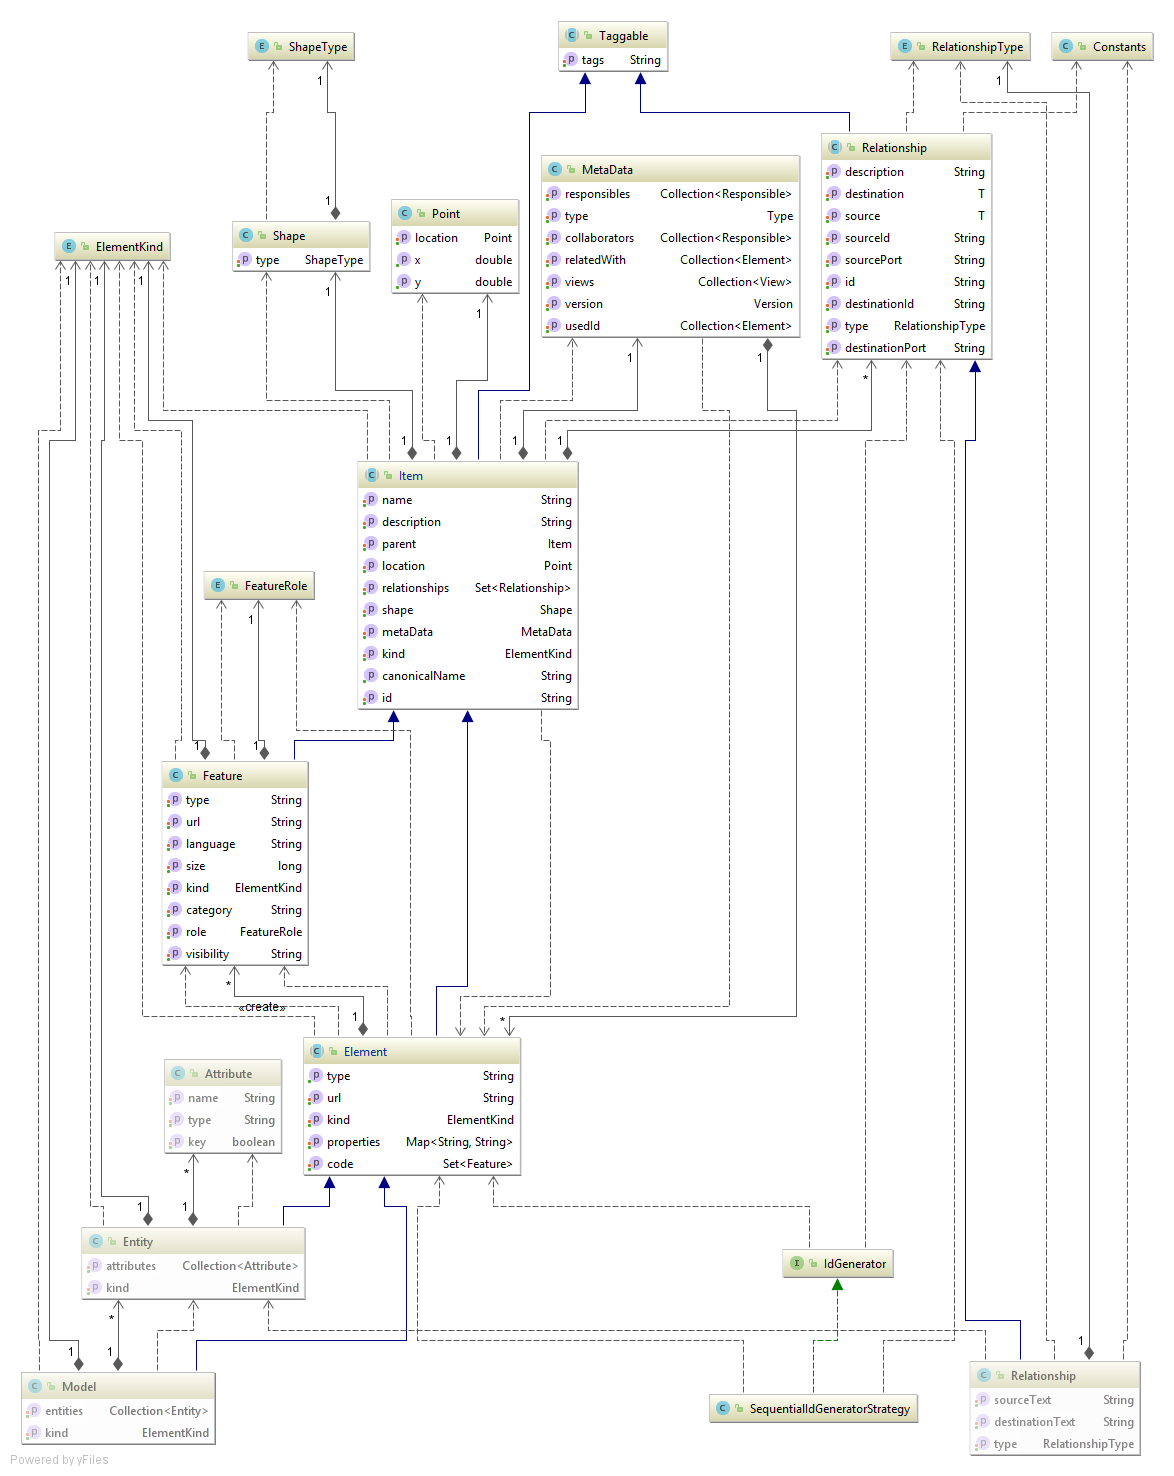 ShapeType
Taggable
tags String
RelationshipType
Constants
1
1
1
Relationship
description String
destination T
source T
sourceId String
sourcePort String
id String
destinationId String
type RelationshipType
destinationPort String
MetaData
responsibles Collection<Responsible>
type Type
collaborators Collection<Responsible>
relatedWith Collection<Element>
views Collection<View>
version Version
usedId Collection<Element>
Point
location Point
x double
y double
Shape
type ShapeType
ElementKind
1 1 1
1
1
1
1
*
1 1 1 1
Item
name String
description String
parent Item
location Point
relationships Set<Relationship>
shape Shape
metaData MetaData
kind ElementKind
canonicalName String
id String
FeatureRole
1
1 1
Feature
type String
url String
language String
size long
kind ElementKind
category String
role FeatureRole
visibility String
*
«create»
1
*
Element
type String
url String
kind ElementKind
properties Map<String, String>
code Set<Feature>
Attribute
name String
type String
key boolean
*
1 1
Entity
attributes Collection<Attribute>
kind ElementKind
IdGenerator
*
1 1
1
Model
entities Collection<Entity>
kind ElementKind
SequentialIdGeneratorStrategy
Relationship
sourceText String
destinationText String
type RelationshipType
Powered by yFiles